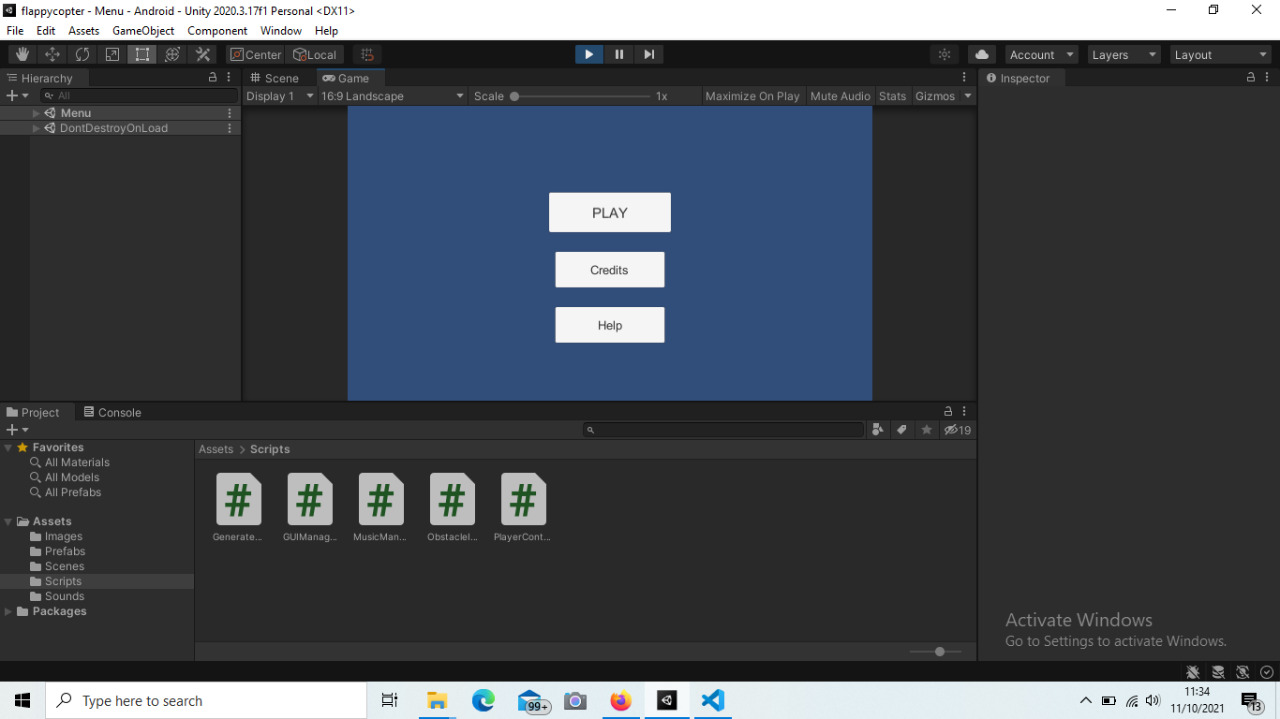 flappycopter - Menu - Android - Unity 2020.3.17f1 Personal <DX11>
File Edit Assets GameObject Component Window Help
Center Local Account Layers Layout
Hierarchy Scene Game Inspector
All Display 1 16:9 Landscape Scale 1x Maximize On Play Mute Audio Stats Gizmos
Menu
DontDestroyOnLoad
PLAY
Credits
Help
Project Console
19
Favorites
All Materials
All Models
All Prefabs
Assets
Images
Prefabs
Scenes
Scripts
Sounds
Packages
Assets > Scripts
# # # # #
Generate... GUIManag... MusicMan... ObstacleI... PlayerCont...
Activate Windows
Go to Settings to activate Windows.
Type here to search
99+
11:34
11/10/2021
13